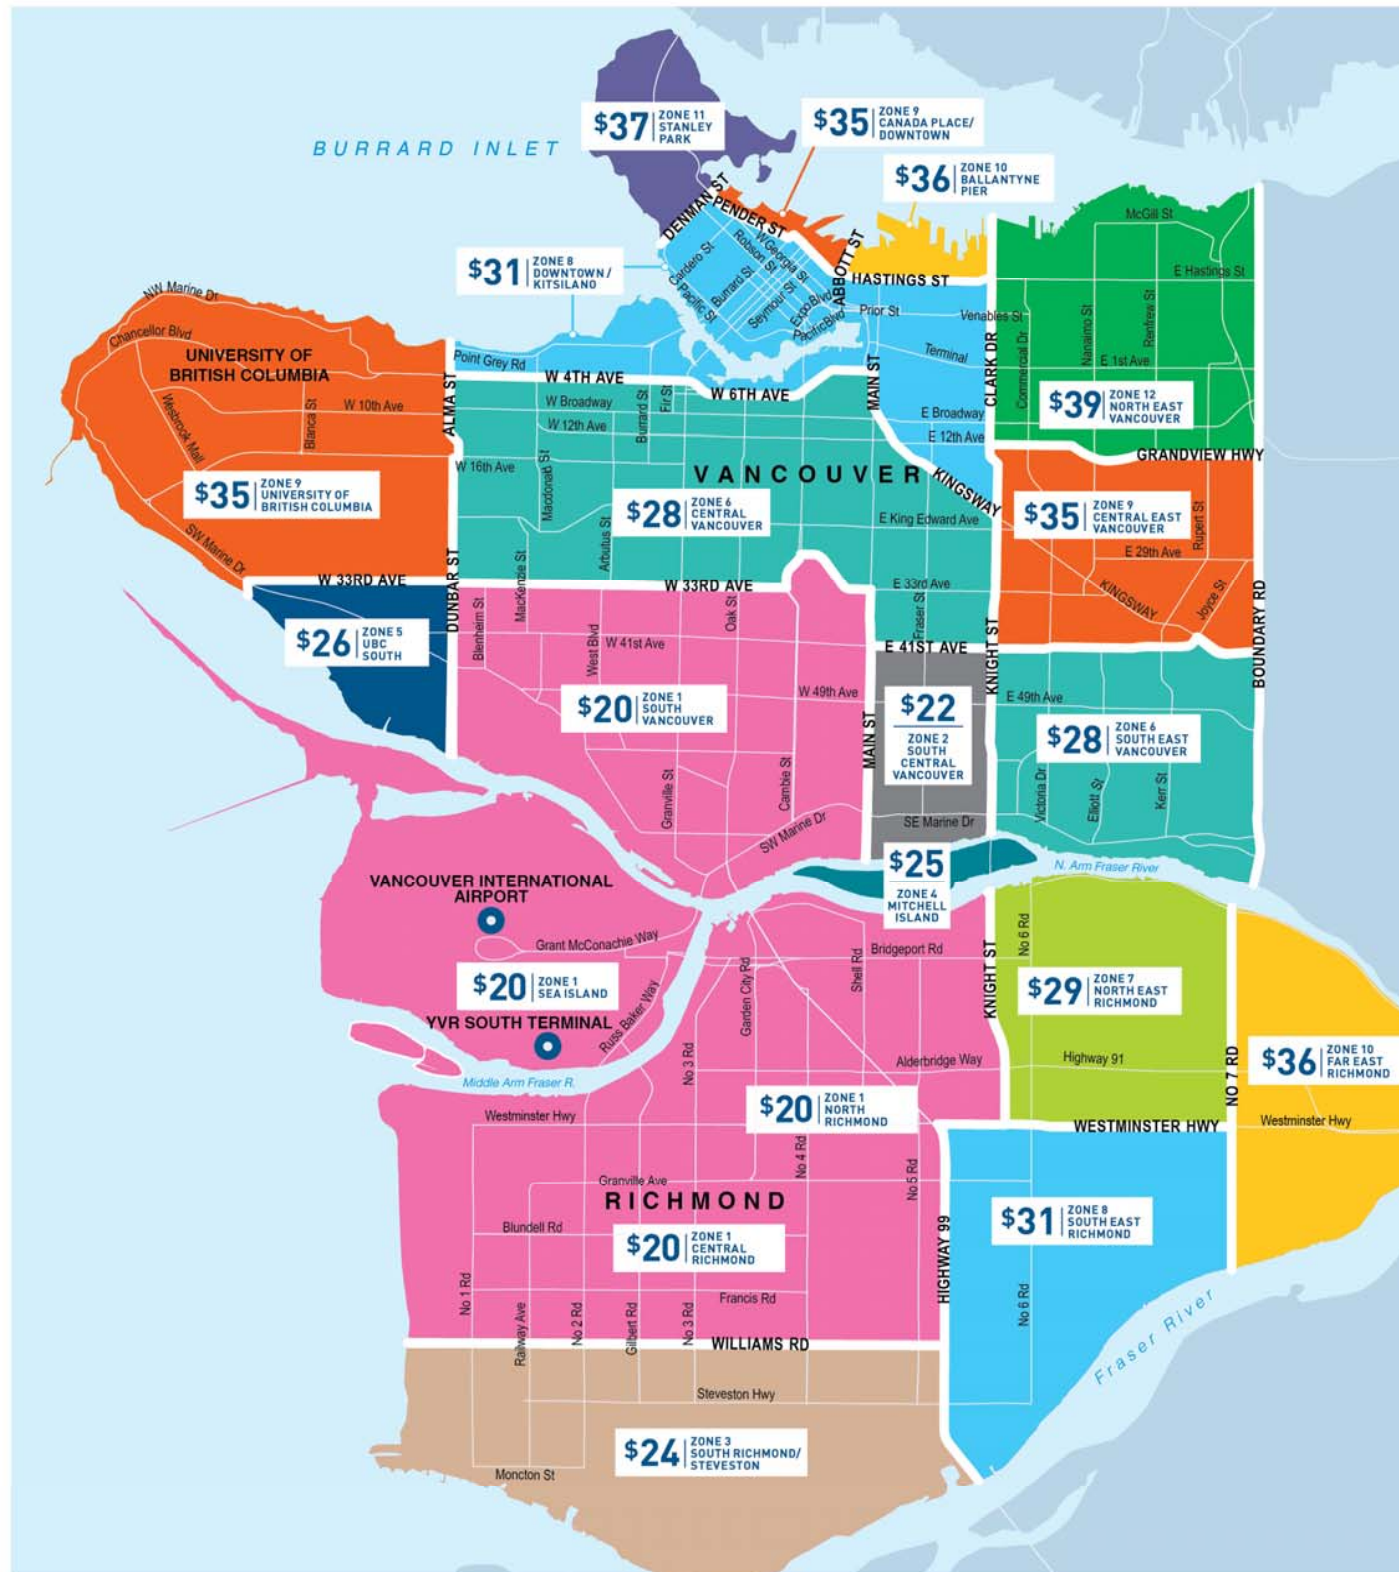 $37 ZONE 11
STANLEY
PARK
$35 ZONE 9
CANADA PLACE/
DOWNTOWN
BURRARD INLET
$36 ZONE 10
BALLANTYNE
PIER
DENMAN ST
PENDER ST
McGill St
W Georgia St
Robson St
Cardero St
ABBOTT ST
$31 ZONE 8
DOWNTOWN /
KITSILANO
HASTINGS ST
E Hastings St
Burrard St
Pacific St
Seymour St
Expo Blvd
Pacific Blvd
NW Marine Dr
Prior St
Venables St
Chancellor Blvd
Nanaimo St
Renfrew St
Commercial Dr
UNIVERSITY OF
BRITISH COLUMBIA
Point Grey Rd
Terminal
E 1st Ave
CLARK DR
MAIN ST
W 4TH AVE
W 6TH AVE
ALMA ST
W 10th Ave
W Broadway
Fir St
Burrard St
W 12th Ave
E Broadway
E 12th Ave
$39 ZONE 12
NORTH EAST
VANCOUVER
Wesbrook Mall
Blanca St
GRANDVIEW HWY
W 16th Ave
VANCOUVER
KINGSWAY
Macdonald St
$35 ZONE 9
UNIVERSITY OF
BRITISH COLUMBIA
$28 ZONE 6
CENTRAL
VANCOUVER
E King Edward Ave
$35 ZONE 9
CENTRAL EAST
VANCOUVER
Rupert St
Arbutus St
SW Marine Dr
E 29th Ave
MacKenzie St
W 33RD AVE
W 33RD AVE
E 33rd Ave
KINGSWAY
Joyce St
DUNBAR ST
Oak St
Fraser St
Blenheim St
West Blvd
W 41st Ave
$26 ZONE 5
UBC
SOUTH
E 41ST AVE
KNIGHT ST
BOUNDARY RD
W 49th Ave
E 49th Ave
$20 ZONE 1
SOUTH
VANCOUVER
$22
ZONE 2
SOUTH
CENTRAL
VANCOUVER
MAIN ST
$28 ZONE 6
SOUTH EAST
VANCOUVER
Granville St
Cambie St
Victoria Dr
Elliott St
Kerr St
SW Marine Dr
SE Marine Dr
$25
ZONE 4
MITCHELL
ISLAND
N. Arm Fraser River
VANCOUVER INTERNATIONAL
AIRPORT
Grant McConachie Way
Bridgeport Rd
Shell Rd
Garden City Rd
KNIGHT ST
No 6 Rd
$20 ZONE 1
SEA ISLAND
$29 ZONE 7
NORTH EAST
RICHMOND
YVR SOUTH TERMINAL
Russ Baker Way
No 3 Rd
Alderbridge Way
Highway 91
$36 ZONE 10
FAR EAST
RICHMOND
NO 7 RD
Middle Arm Fraser R.
Westminster Hwy
$20 ZONE 1
NORTH
RICHMOND
WESTMINSTER HWY
Westminster Hwy
No 4 Rd
No 5 Rd
Granville Ave
RICHMOND
Blundell Rd
$20 ZONE 1
CENTRAL
RICHMOND
$31 ZONE 8
SOUTH EAST
RICHMOND
HIGHWAY 99
No 1 Rd
Francis Rd
Railway Ave
No 2 Rd
Gilbert Rd
No 3 Rd
No 6 Rd
WILLIAMS RD
Fraser River
Steveston Hwy
$24 ZONE 3
SOUTH RICHMOND/
STEVESTON
Moncton St